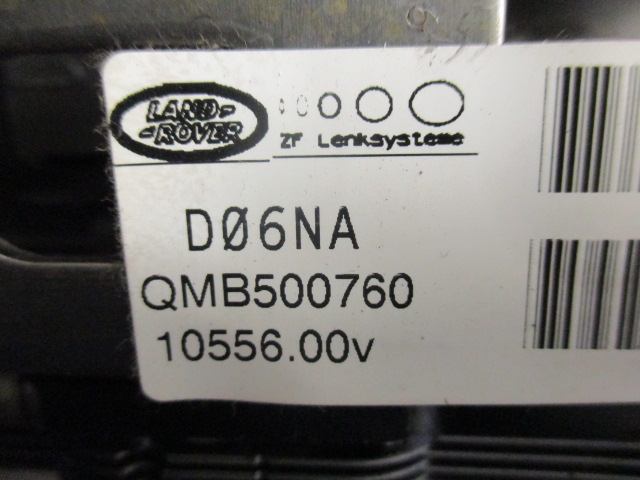 LAND-
-ROVER
ZF Lenksysteme
DØ6NA
QMB500760
10556.00v